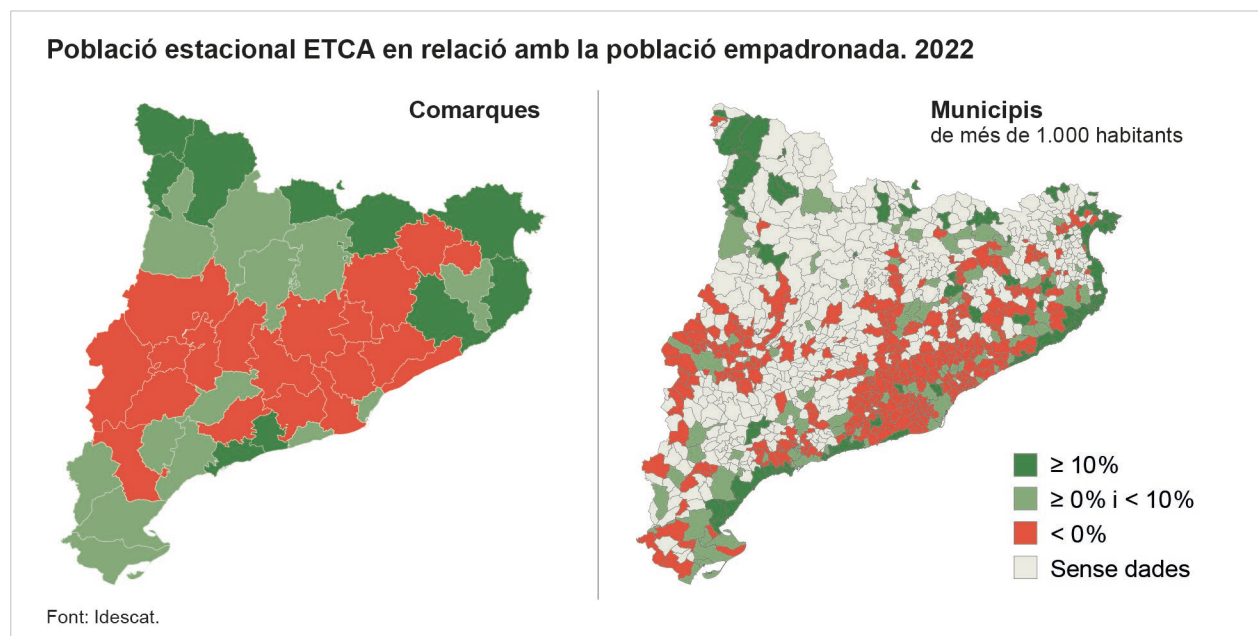 Població estacional ETCA en relació amb la població empadronada. 2022
Comarques
Municipis
de més de 1.000 habitants
≥ 10%
≥ 0% i < 10%
< 0%
Sense dades
Font: Idescat.